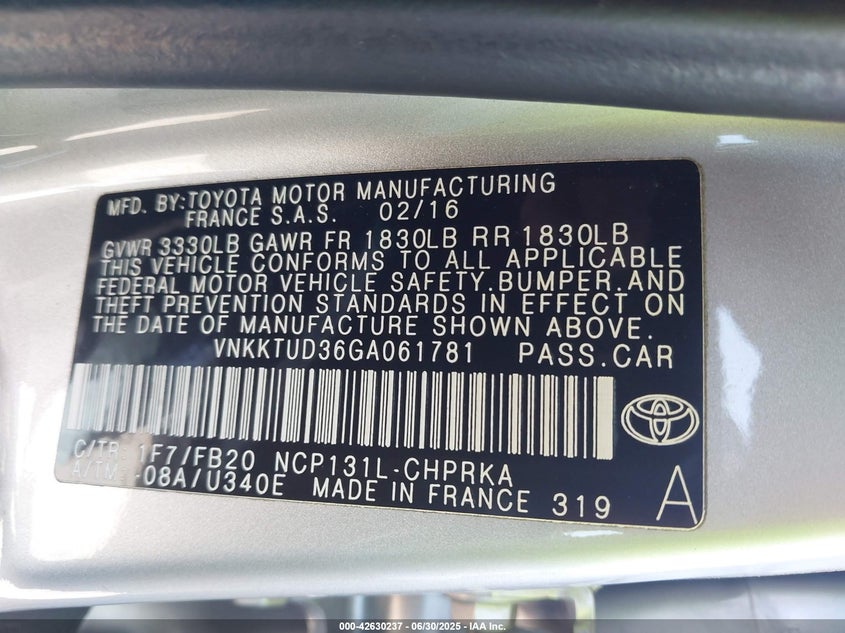 MFD. BY:TOYOTA MOTOR MANUFACTURING
FRANCE S.A.S. 02/16
GVWR 3330LB GAWR FR 1830LB RR 1830LB
THIS VEHICLE CONFORMS TO ALL APPLICABLE
FEDERAL MOTOR VEHICLE SAFETY,BUMPER,AND
THEFT PREVENTION STANDARDS IN EFFECT ON
THE DATE OF MANUFACTURE SHOWN ABOVE.
VNKKTUD36GA061781 PASS.CAR
C/TR: 1F7/FB20 NCP131L-CHPRKA
A/TM: -08A/U340E MADE IN FRANCE 319 A
000-42630237 - 06/30/2025 - IAA Inc.